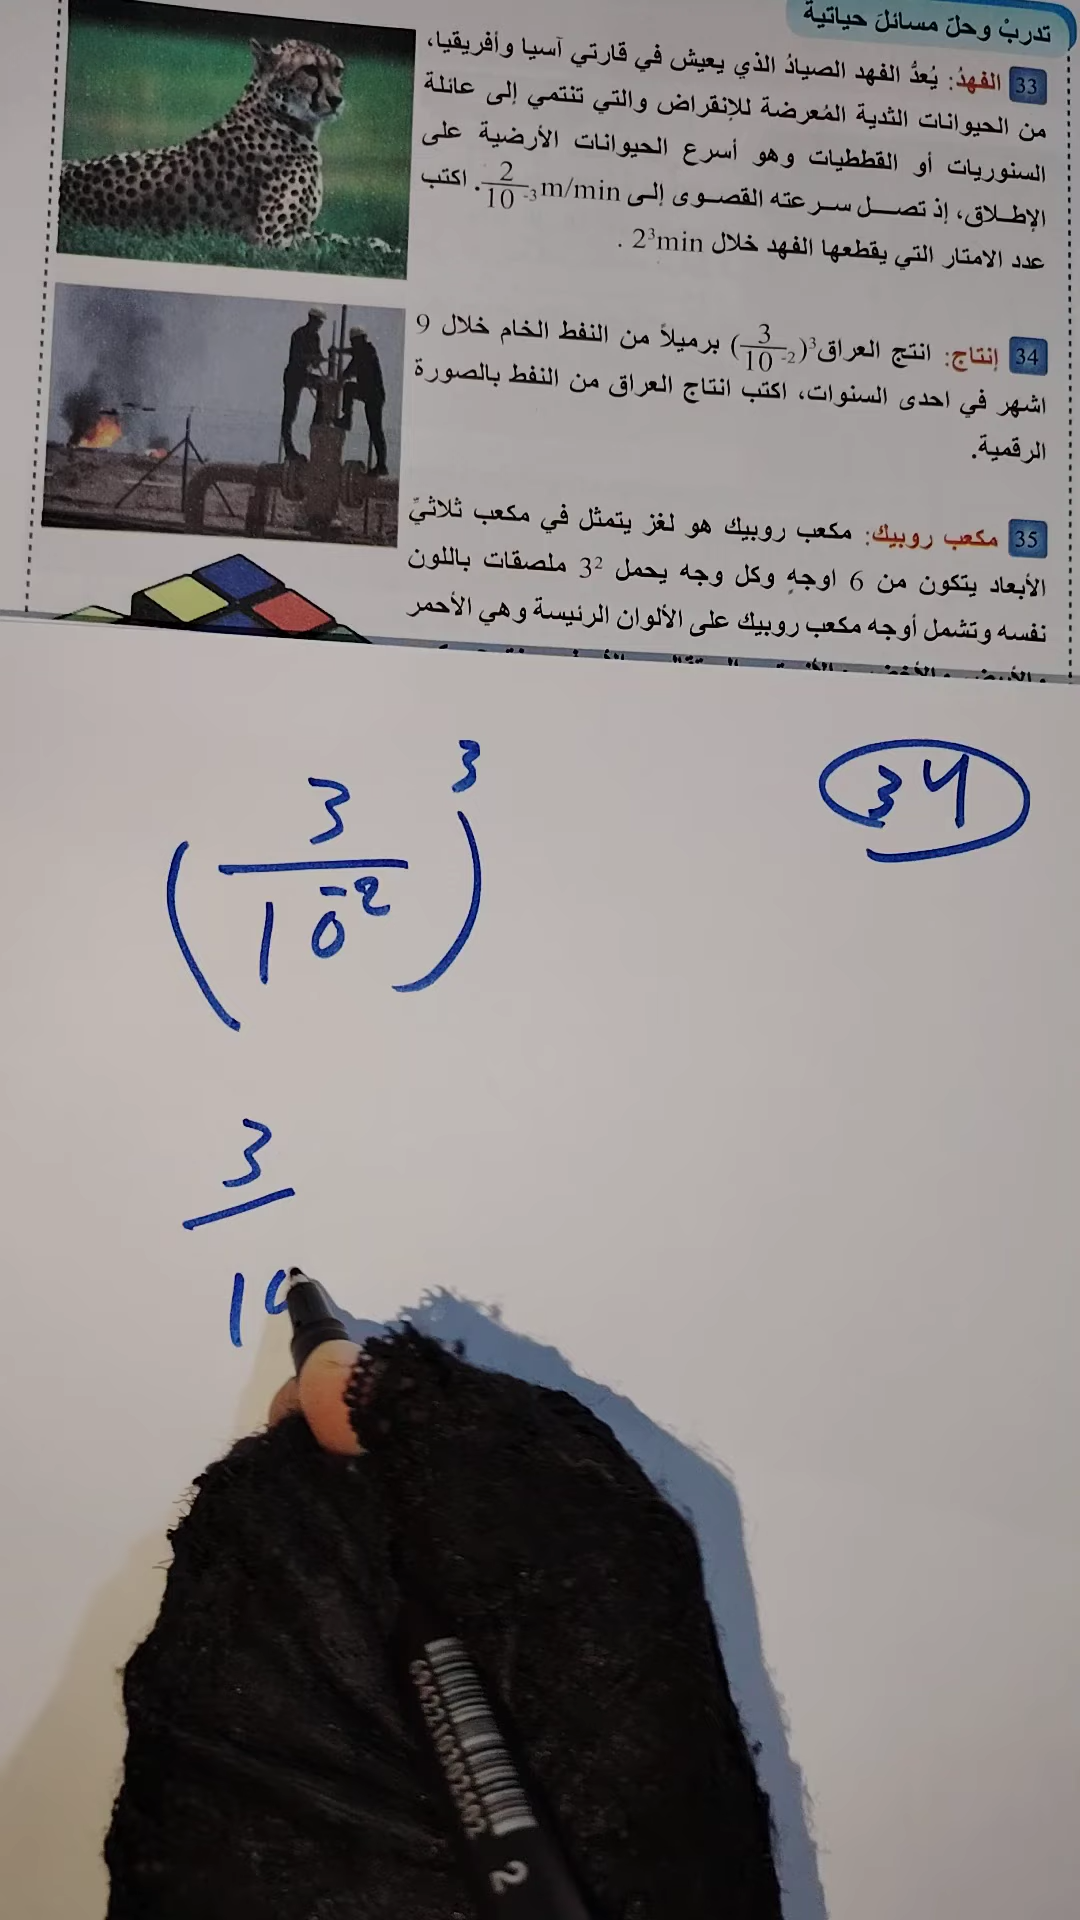 تدربْ وحلّ مسائلَ حياتية
33 الفهدُ: يُعدُّ الفهد الصيادُ الذي يعيش في قارتي آسيا وأفريقيا،
من الحيوانات الثدية المُعرضة للإنقراض والتي تنتمي إلى عائلة
السنوريات أو القططيات وهو أسرع الحيوانات الأرضية على
الإطلاق، إذ تصل سرعته القصوى إلى 2/10⁻³ m/min. اكتب
عدد الامتار التي يقطعها الفهد خلال 2³min .
34 إنتاج: انتج العراق (3/10⁻²)³ برميلاً من النفط الخام خلال 9
اشهر في احدى السنوات، اكتب انتاج العراق من النفط بالصورة
الرقمية.
35 مكعب روبيك: مكعب روبيك هو لغز يتمثل في مكعب ثلاثيّ
الأبعاد يتكون من 6 اوجهٍ وكل وجه يحمل 3² ملصقات باللون
نفسه وتشمل أوجه مكعب روبيك على الألوان الرئيسة وهي الأحمر
34
(3/10⁻²)³
3/10
2